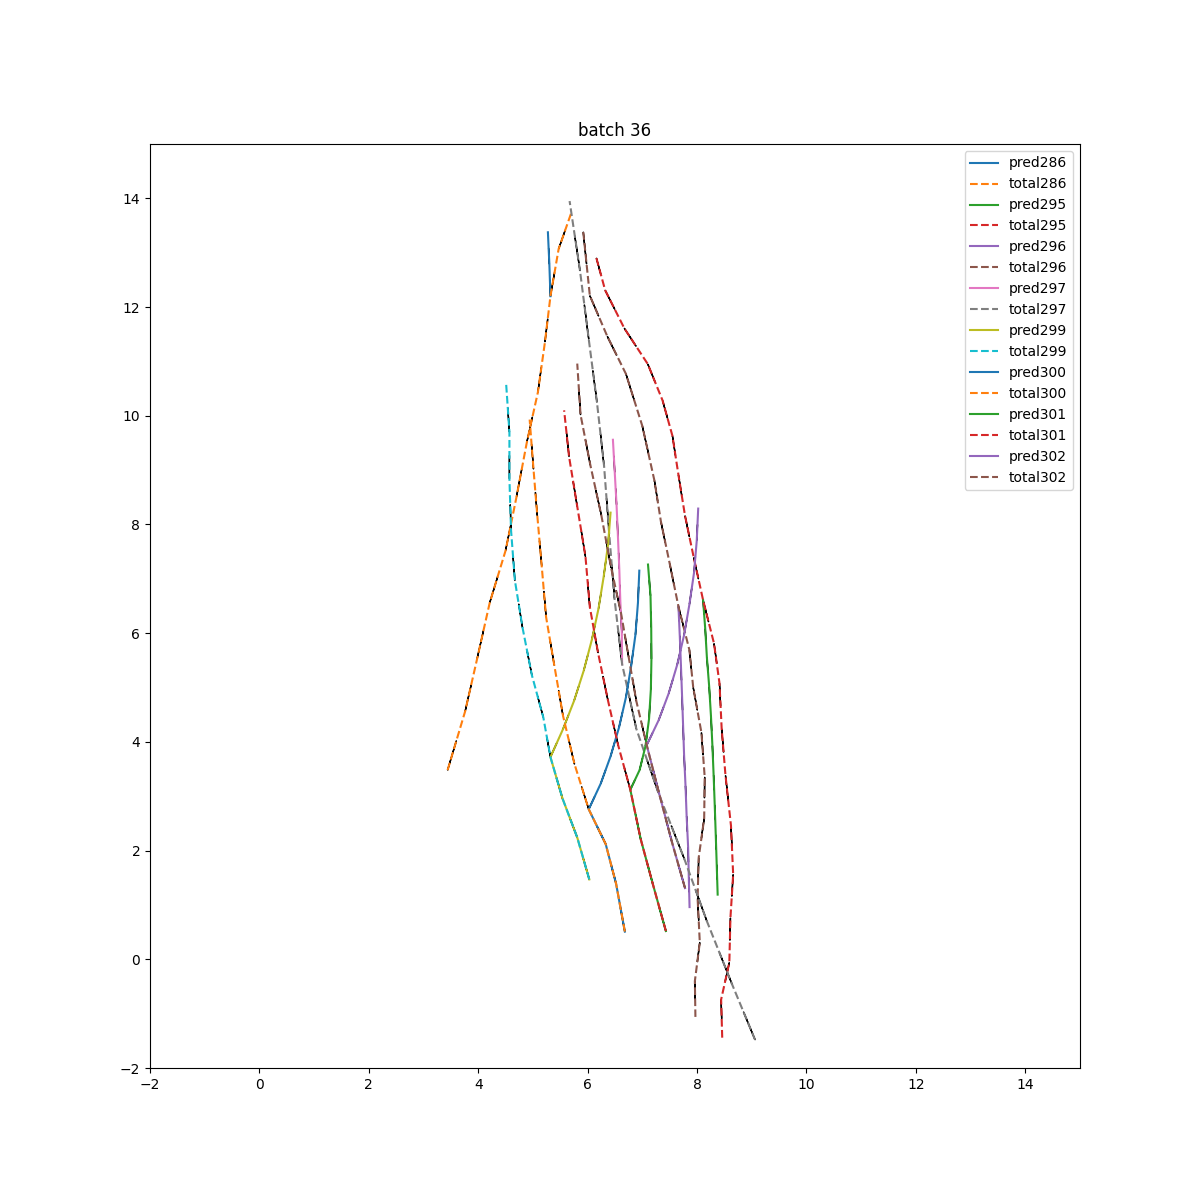 batch 36
pred286
total286
pred295
total295
pred296
total296
pred297
total297
pred299
total299
pred300
total300
pred301
total301
pred302
total302
14
12
10
8
6
4
2
0
−2
−2 0 2 4 6 8 10 12 14